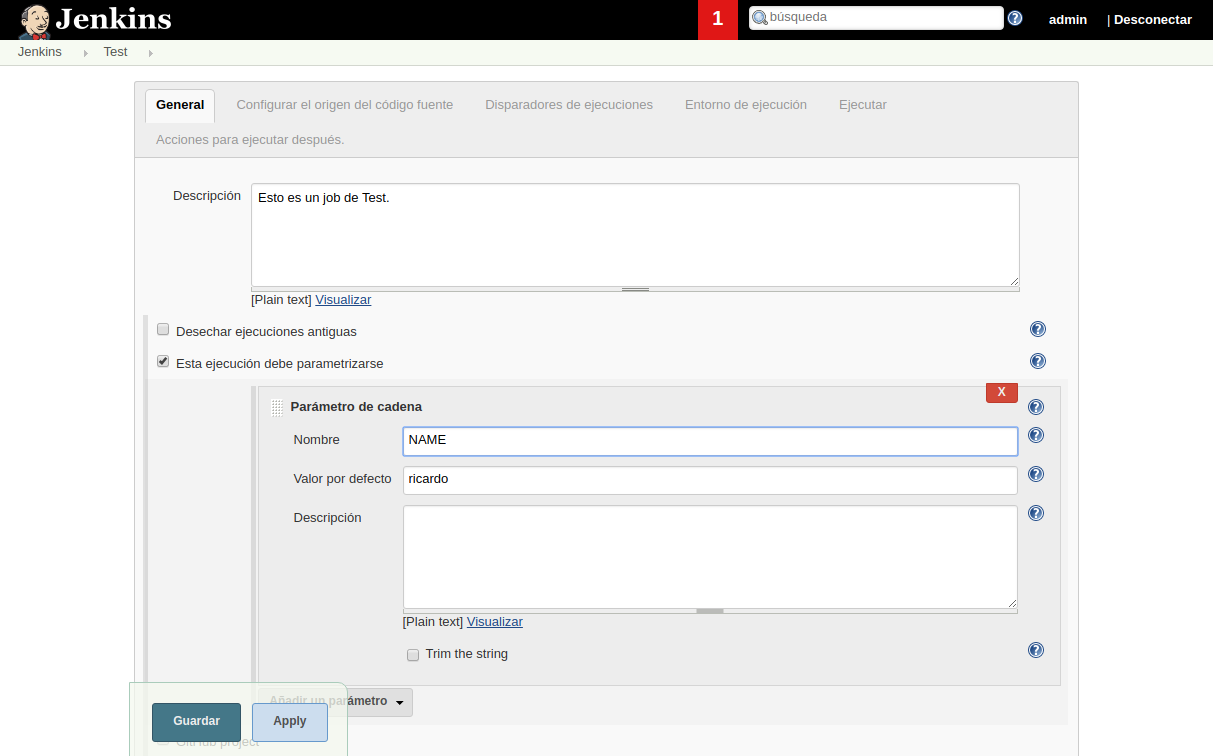 Jenkins
1
búsqueda
admin
| Desconectar
Jenkins
Test
General
Configurar el origen del código fuente
Disparadores de ejecuciones
Entorno de ejecución
Ejecutar
Acciones para ejecutar después.
Descripción
Esto es un job de Test.
[Plain text] Visualizar
Desechar ejecuciones antiguas
Esta ejecución debe parametrizarse
X
Parámetro de cadena
Nombre
NAME
Valor por defecto
ricardo
Descripción
[Plain text] Visualizar
Trim the string
Añadir un parámetro
Guardar
Apply
GitHub project